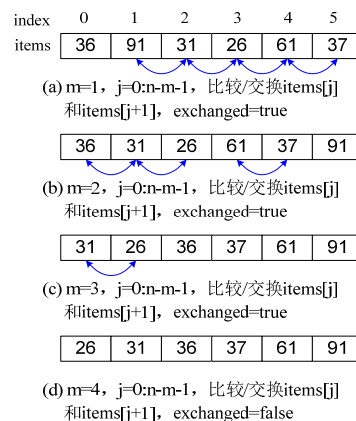 index 0 1 2 3 4 5
items 36 91 31 26 61 37
(a) m=1，j=0:n-m-1，比较/交换items[j]
和items[j+1]，exchanged=true
36 31 26 61 37 91
(b) m=2，j=0:n-m-1，比较/交换items[j]
和items[j+1]，exchanged=true
31 26 36 37 61 91
(c) m=3，j=0:n-m-1，比较/交换items[j]
和items[j+1]，exchanged=true
26 31 36 37 61 91
(d) m=4，j=0:n-m-1，比较/交换items[j]
和items[j+1]，exchanged=false